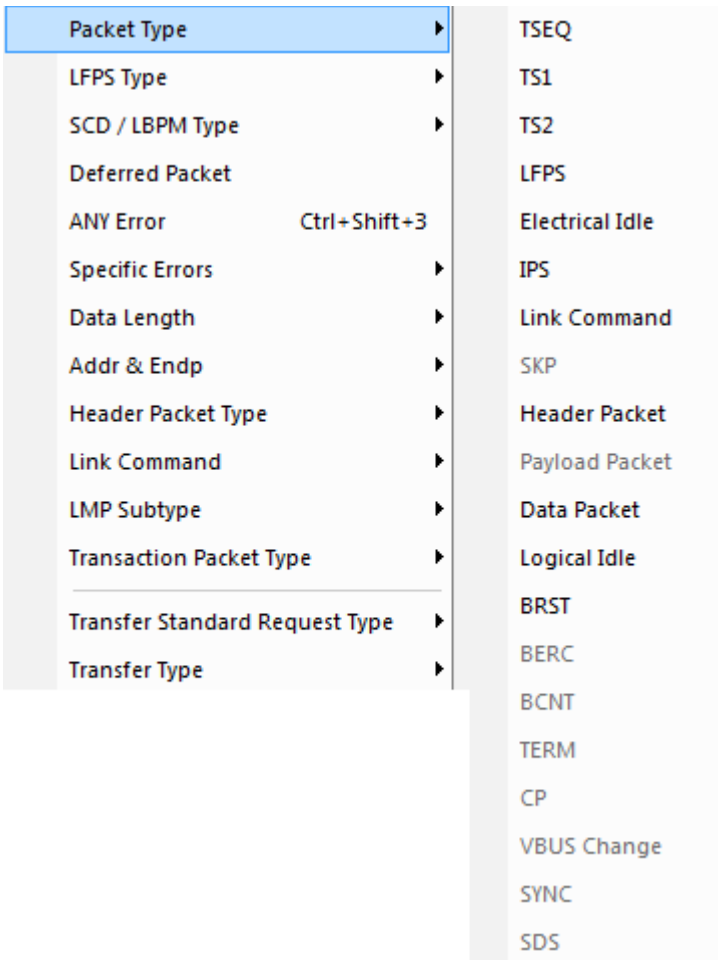 Packet Type
LFPS Type
SCD / LBPM Type
Deferred Packet
ANY Error Ctrl+Shift+3
Specific Errors
Data Length
Addr & Endp
Header Packet Type
Link Command
LMP Subtype
Transaction Packet Type
Transfer Standard Request Type
Transfer Type
TSEQ
TS1
TS2
LFPS
Electrical Idle
IPS
Link Command
SKP
Header Packet
Payload Packet
Data Packet
Logical Idle
BRST
BERC
BCNT
TERM
CP
VBUS Change
SYNC
SDS